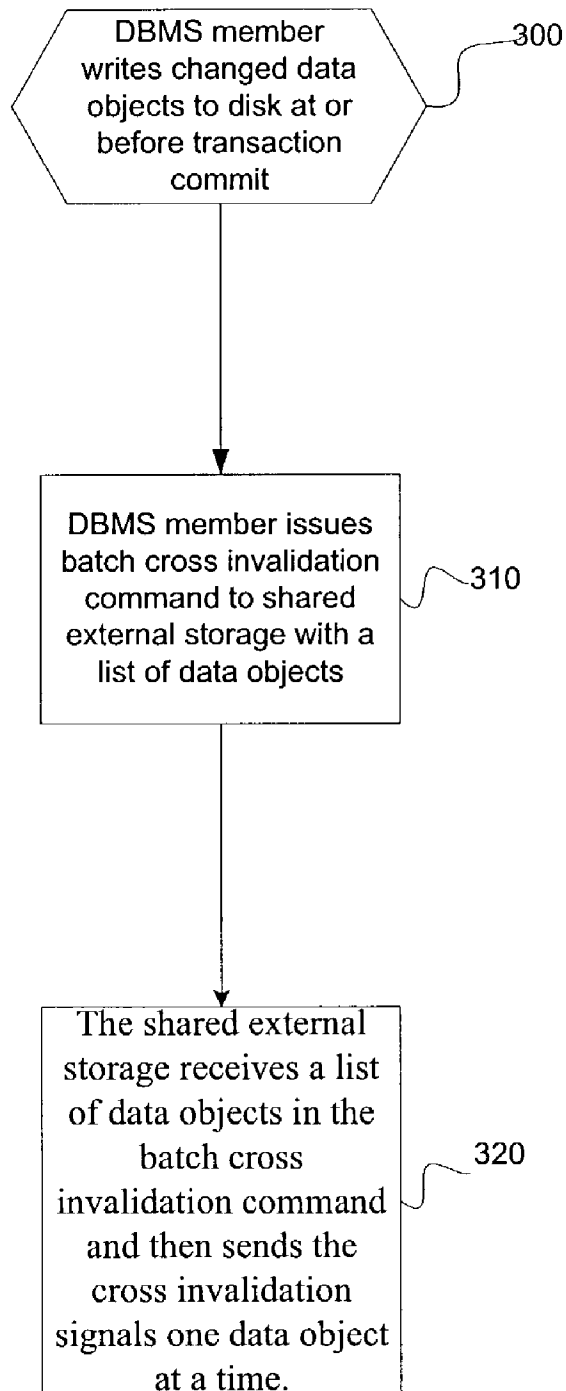 DBMS member
writes changed data
objects to disk at or
before transaction
commit
300
DBMS member issues
batch cross invalidation
command to shared
external storage with a
list of data objects
310
The shared external
storage receives a list
of data objects in the
batch cross
invalidation command
and then sends the
cross invalidation
signals one data object
at a time.
320